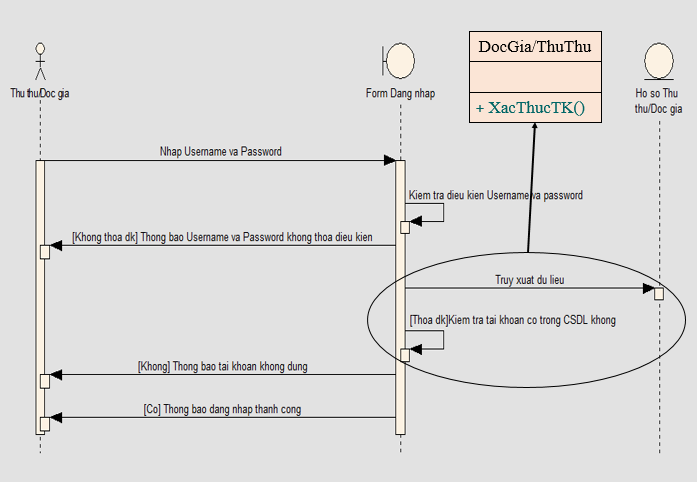 DocGia/ThuThu
+ XacThucTK()
Thu thu/Doc gia
Form Dang nhap
Ho so Thu
thu/Doc gia
Nhap Username va Password
Kiem tra dieu kien Username va password
[Khong thoa dk] Thong bao Username va Password khong thoa dieu kien
Truy xuat du lieu
[Thoa dk]Kiem tra tai khoan co trong CSDL khong
[Khong] Thong bao tai khoan khong dung
[Co] Thong bao dang nhap thanh cong